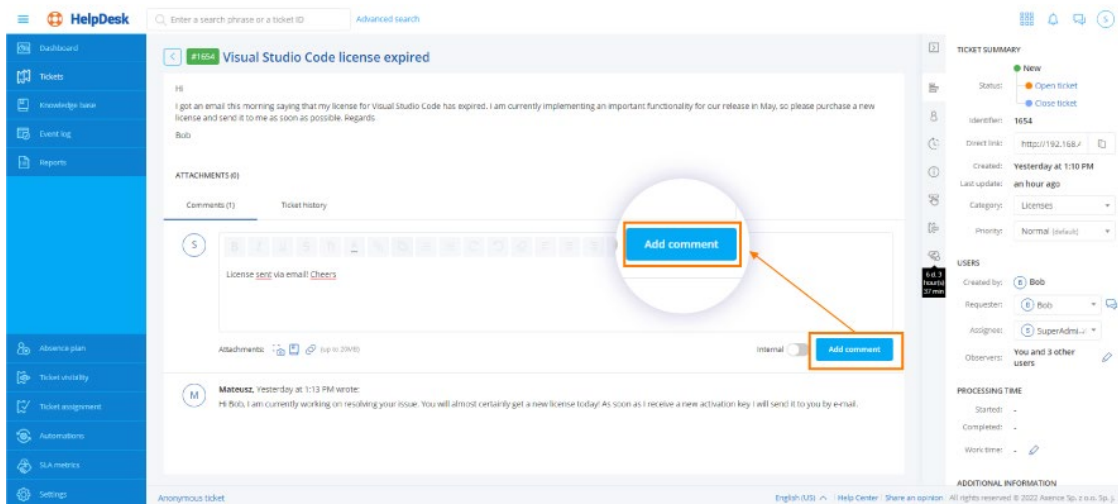 HelpDesk
Enter a search phrase or a ticket ID
Advanced search
S
Dashboard
Tickets
Knowledge base
Event log
Reports
Absence plan
Ticket visibility
Ticket assignment
Automations
SLA metrics
Settings
#1654 Visual Studio Code license expired
Hi
I got an email this morning saying that my license for Visual Studio Code has expired. I am currently implementing an important functionality for our release in May, so please purchase a new
license and send it to me as soon as possible. Regards
Bob
ATTACHMENTS (0)
Comments (1)
Ticket history
S
License sent via email! Cheers
Add comment
Attachments:
(up to 20MB)
Internal
Add comment
M
Mateusz, Yesterday at 1:13 PM wrote:
Hi Bob, I am currently working on resolving your issue. You will almost certainly get a new license today! As soon as I receive a new activation key I will send it to you by e-mail.
6 d. 3
hour(s)
37 min
TICKET SUMMARY
New
Status:
Open ticket
Close ticket
Identifier: 1654
Direct link: http://192.168.
Created: Yesterday at 1:10 PM
Last update: an hour ago
Category: Licenses
Priority: Normal (default)
USERS
Created by: B Bob
Requester: B Bob
Assignee: S SuperAdmi...
Observers: You and 3 other
users
PROCESSING TIME
Started: -
Completed: -
Work time: -
ADDITIONAL INFORMATION
Anonymous ticket
English (US)
Help Center
Share an opinion
All rights reserved © 2022 Axence Sp. z o.o. Sp. j.